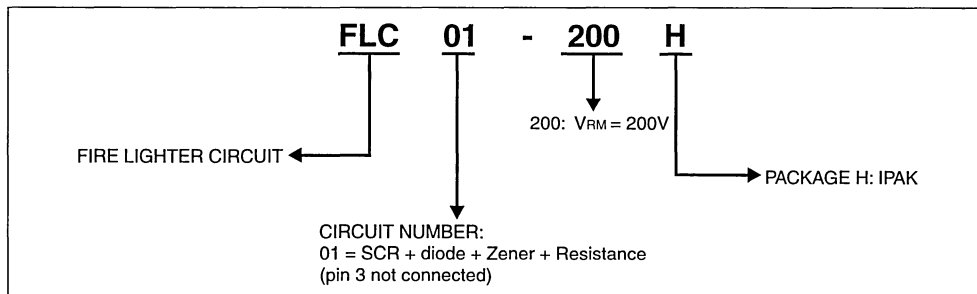 FLC 01 - 200 H
200: VRM = 200V
FIRE LIGHTER CIRCUIT
PACKAGE H: IPAK
CIRCUIT NUMBER:
01 = SCR + diode + Zener + Resistance
(pin 3 not connected)